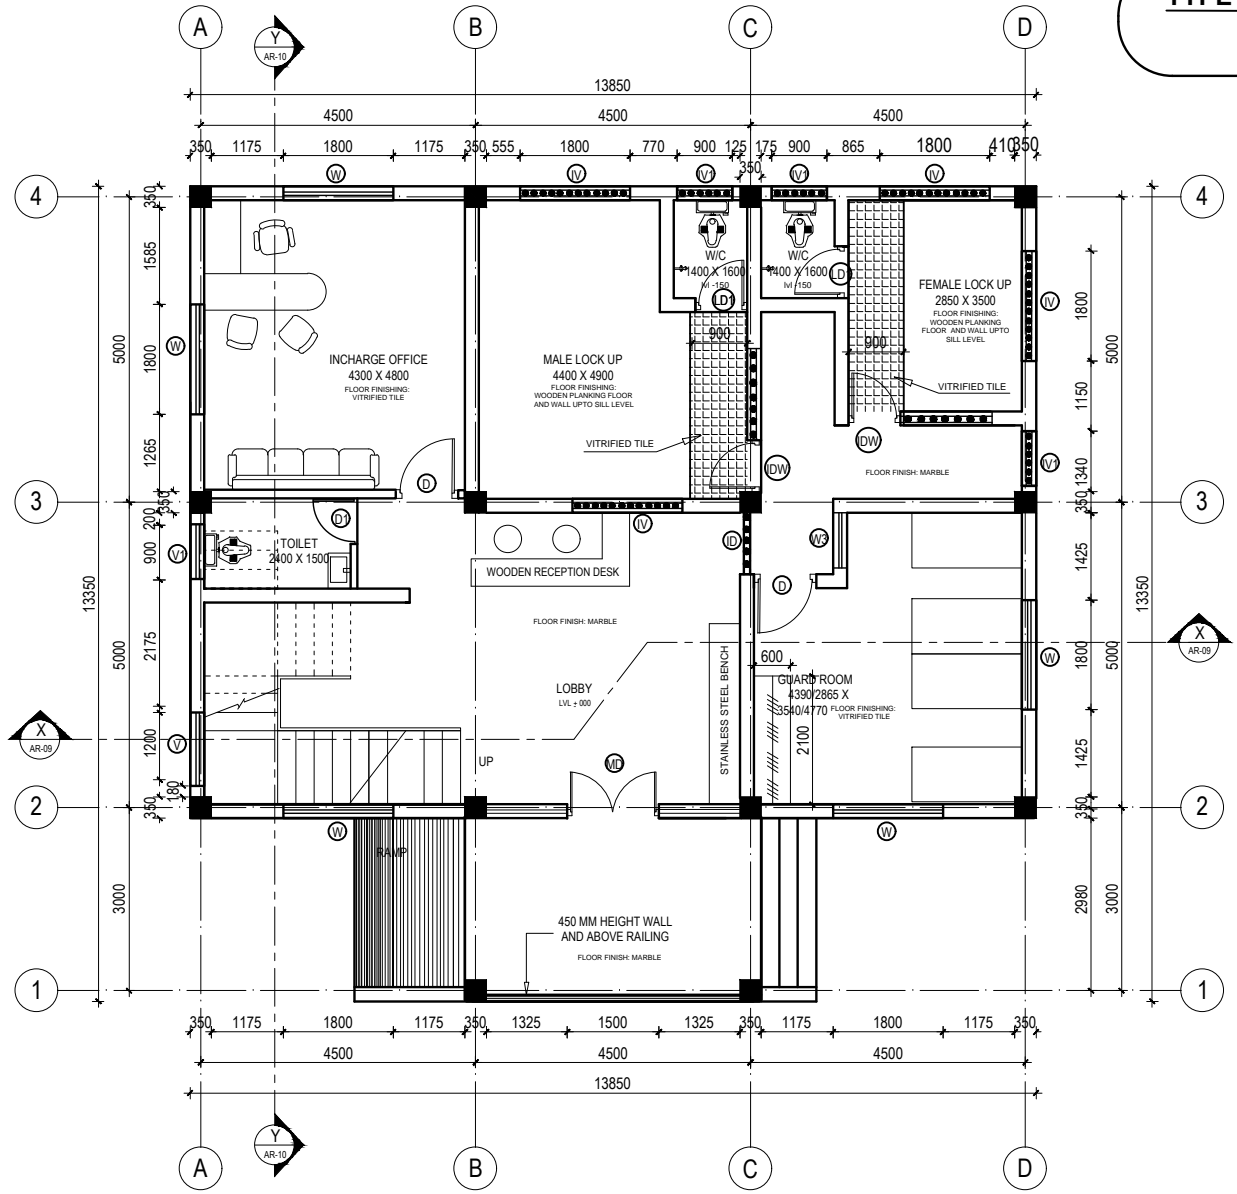 A
B
C
D
Y
AR-10
13850
4500
4500
4500
350
1175
1800
1175
350
555
1800
770
900
125
350
175
900
865
1800
410
350
W
IV
IV1
IV1
IV
4
4
350
1585
1800
1265
350
200
900
2175
1200
180
350
5000
5000
3000
13350
W/C
1400 X 1600
lvl -150
LD1
W/C
1400 X 1600
lvl -150
LD1
FEMALE LOCK UP
2850 X 3500
FLOOR FINISHING:
WOODEN PLANKING
FLOOR AND WALL UPTO
SILL LEVEL
IV
W
INCHARGE OFFICE
4300 X 4800
FLOOR FINISHING:
VITRIFIED TILE
MALE LOCK UP
4400 X 4900
FLOOR FINISHING:
WOODEN PLANKING FLOOR
AND WALL UPTO SILL LEVEL
900
900
VITRIFIED TILE
VITRIFIED TILE
IDW
IDW
FLOOR FINISH: MARBLE
IV1
D
3
3
1800
1150
1340
350
1425
1800
1425
350
2980
5000
5000
3000
13350
D1
TOILET
2400 X 1500
V1
IV
ID
W3
D
WOODEN RECEPTION DESK
FLOOR FINISH: MARBLE
X
AR-09
STAINLESS STEEL BENCH
600
W
GUARD ROOM
4390/2865 X
3540/4770
FLOOR FINISHING:
VITRIFIED TILE
2100
LOBBY
LVL ± 000
X
AR-09
V
UP
MD
2
2
W
W
RAMP
450 MM HEIGHT WALL
AND ABOVE RAILING
FLOOR FINISH: MARBLE
1
1
350
1175
1800
1175
350
1325
1500
1325
350
1175
1800
1175
350
4500
4500
4500
13850
Y
AR-10
A
B
C
D